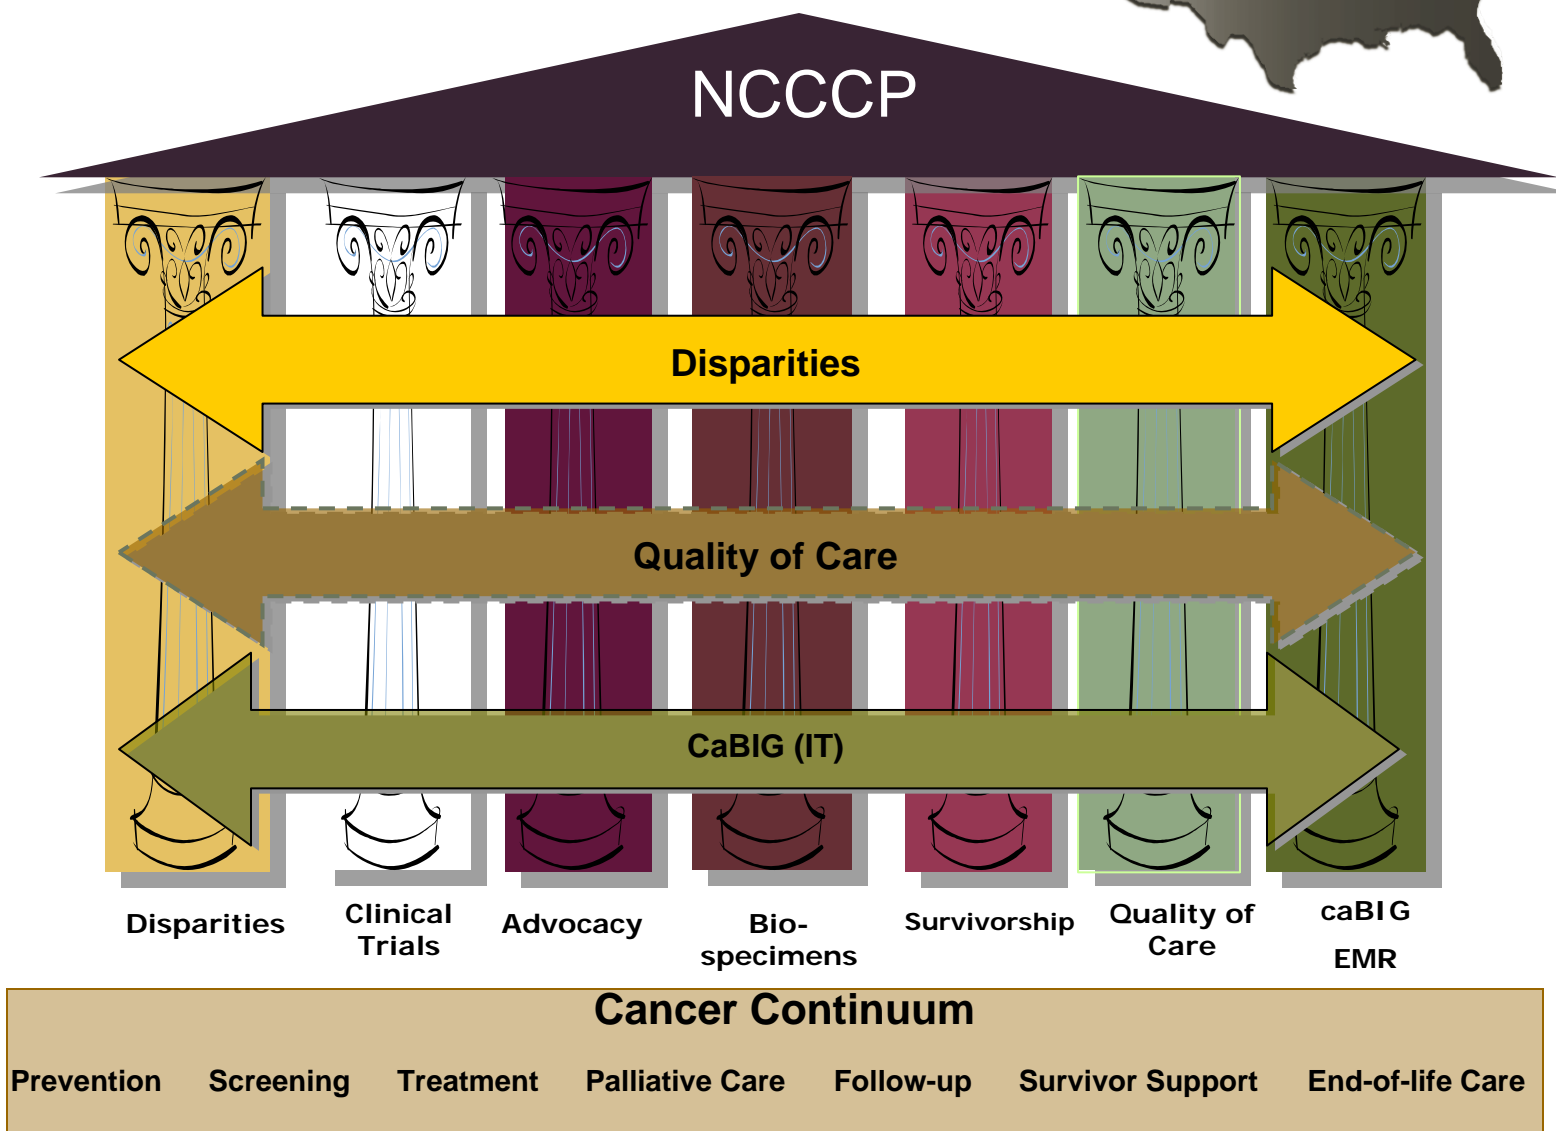 NCCCP
Disparities
Quality of Care
CaBIG (IT)
Disparities
Clinical
Trials
Advocacy
Bio-
specimens
Survivorship
Quality of
Care
caBIG
EMR
Cancer Continuum
Prevention Screening Treatment Palliative Care Follow-up Survivor Support End-of-life Care